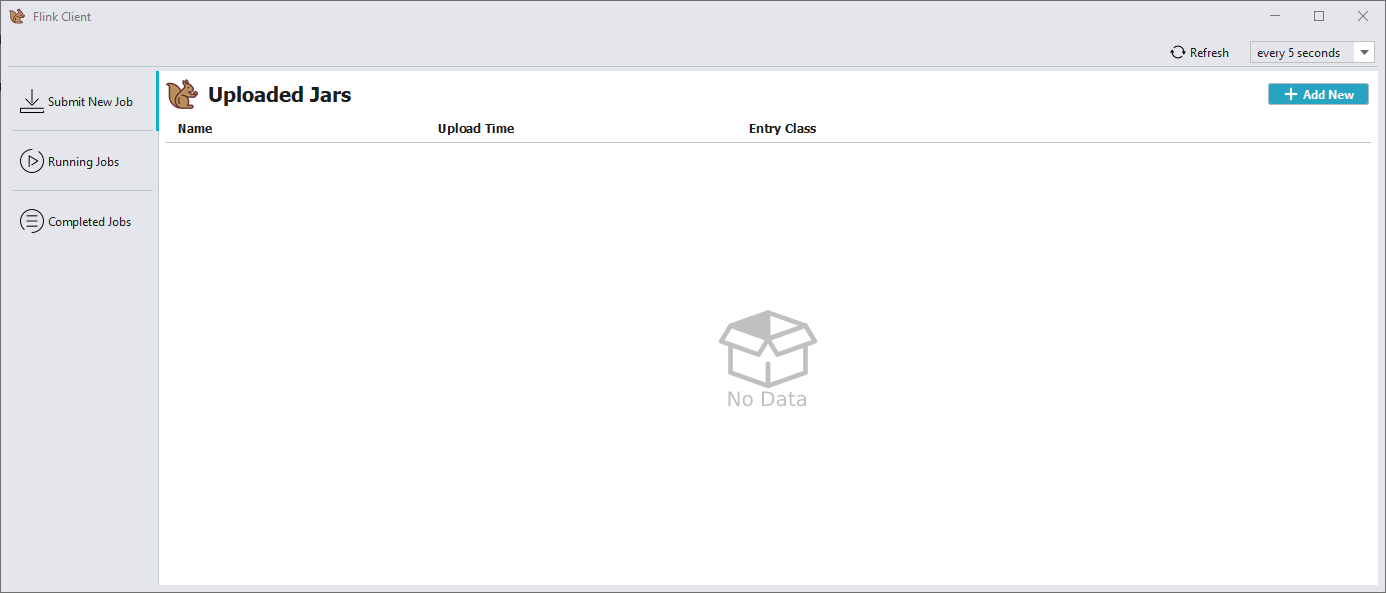 Flink Client
Refresh
every 5 seconds
Submit New Job
Uploaded Jars
Add New
Name Upload Time Entry Class
Running Jobs
Completed Jobs
No Data